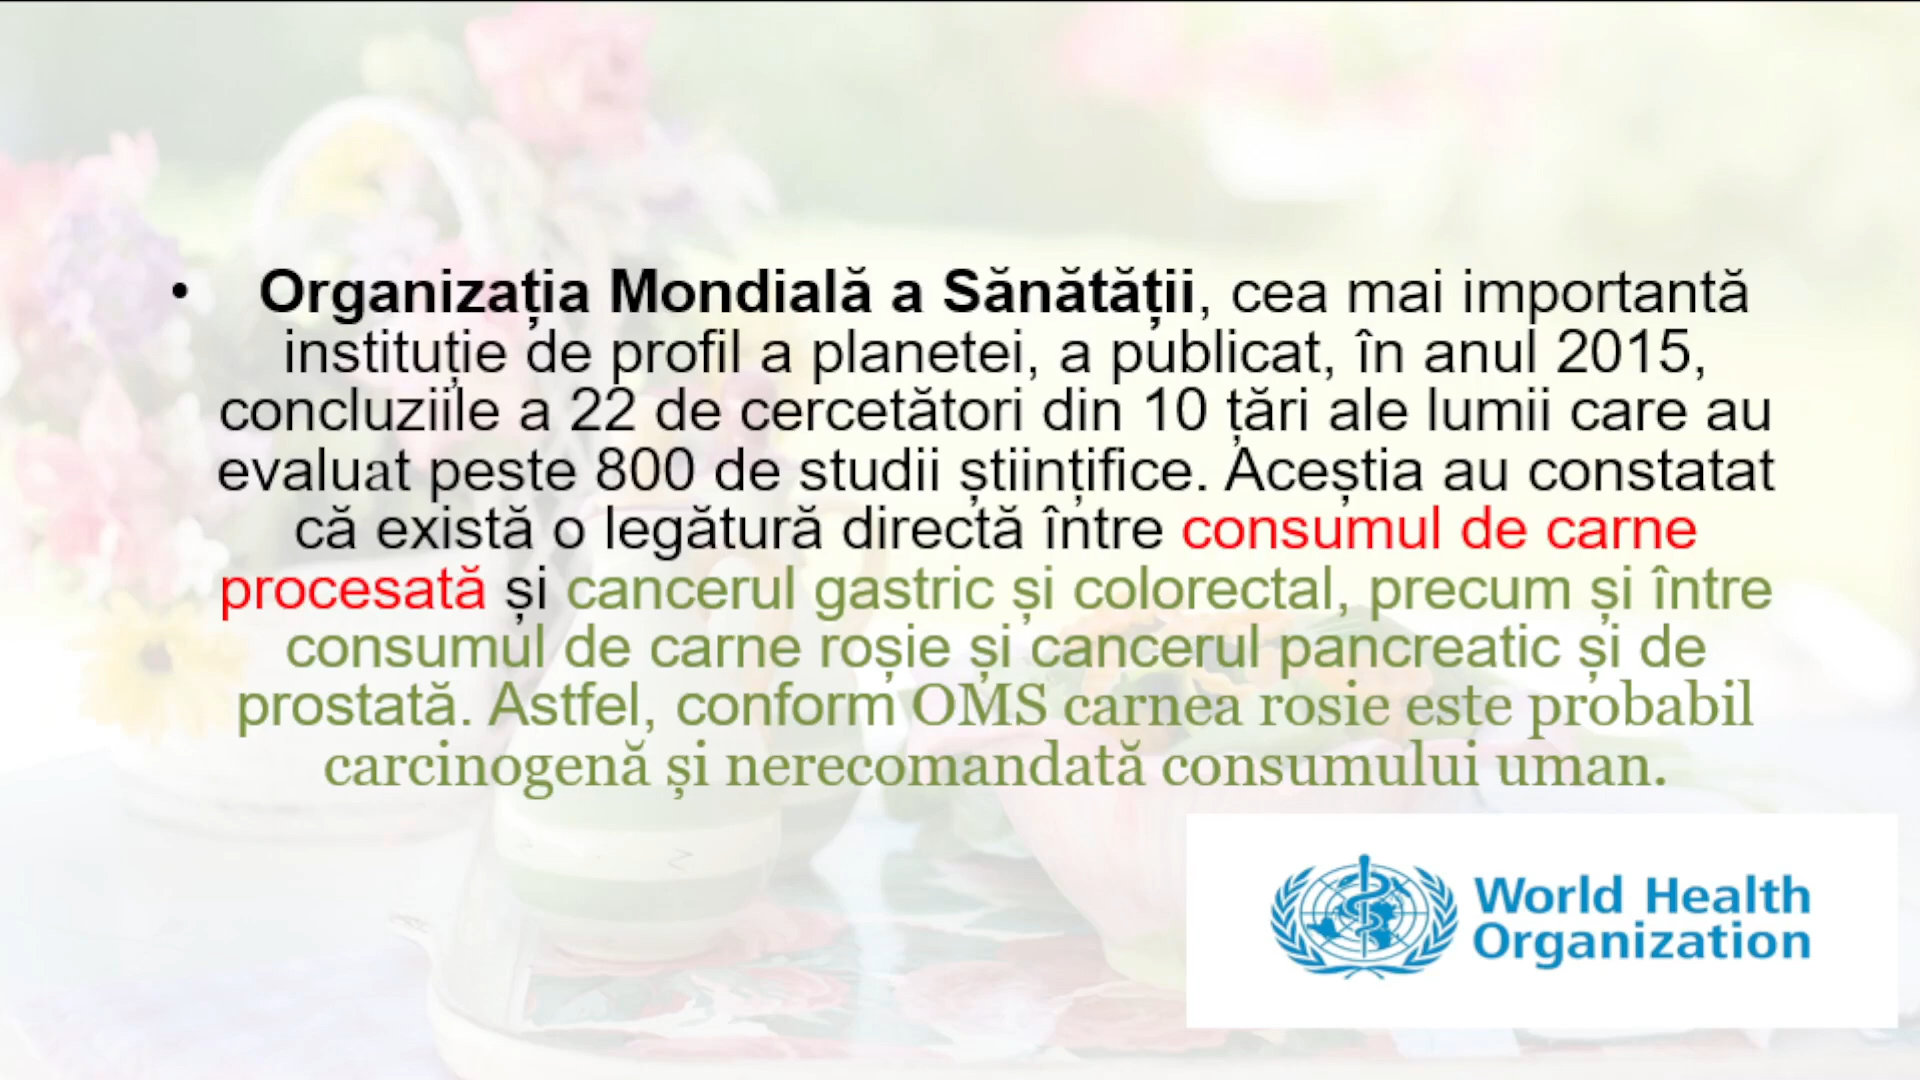 • Organizația Mondială a Sănătății, cea mai importantă
instituție de profil a planetei, a publicat, în anul 2015,
concluziile a 22 de cercetători din 10 țări ale lumii care au
evaluat peste 800 de studii științifice. Aceștia au constatat
că există o legătură directă între consumul de carne
procesată și cancerul gastric și colorectal, precum și între
consumul de carne roșie și cancerul pancreatic și de
prostată. Astfel, conform OMS carnea rosie este probabil
carcinogenă și nerecomandată consumului uman.
World Health
Organization